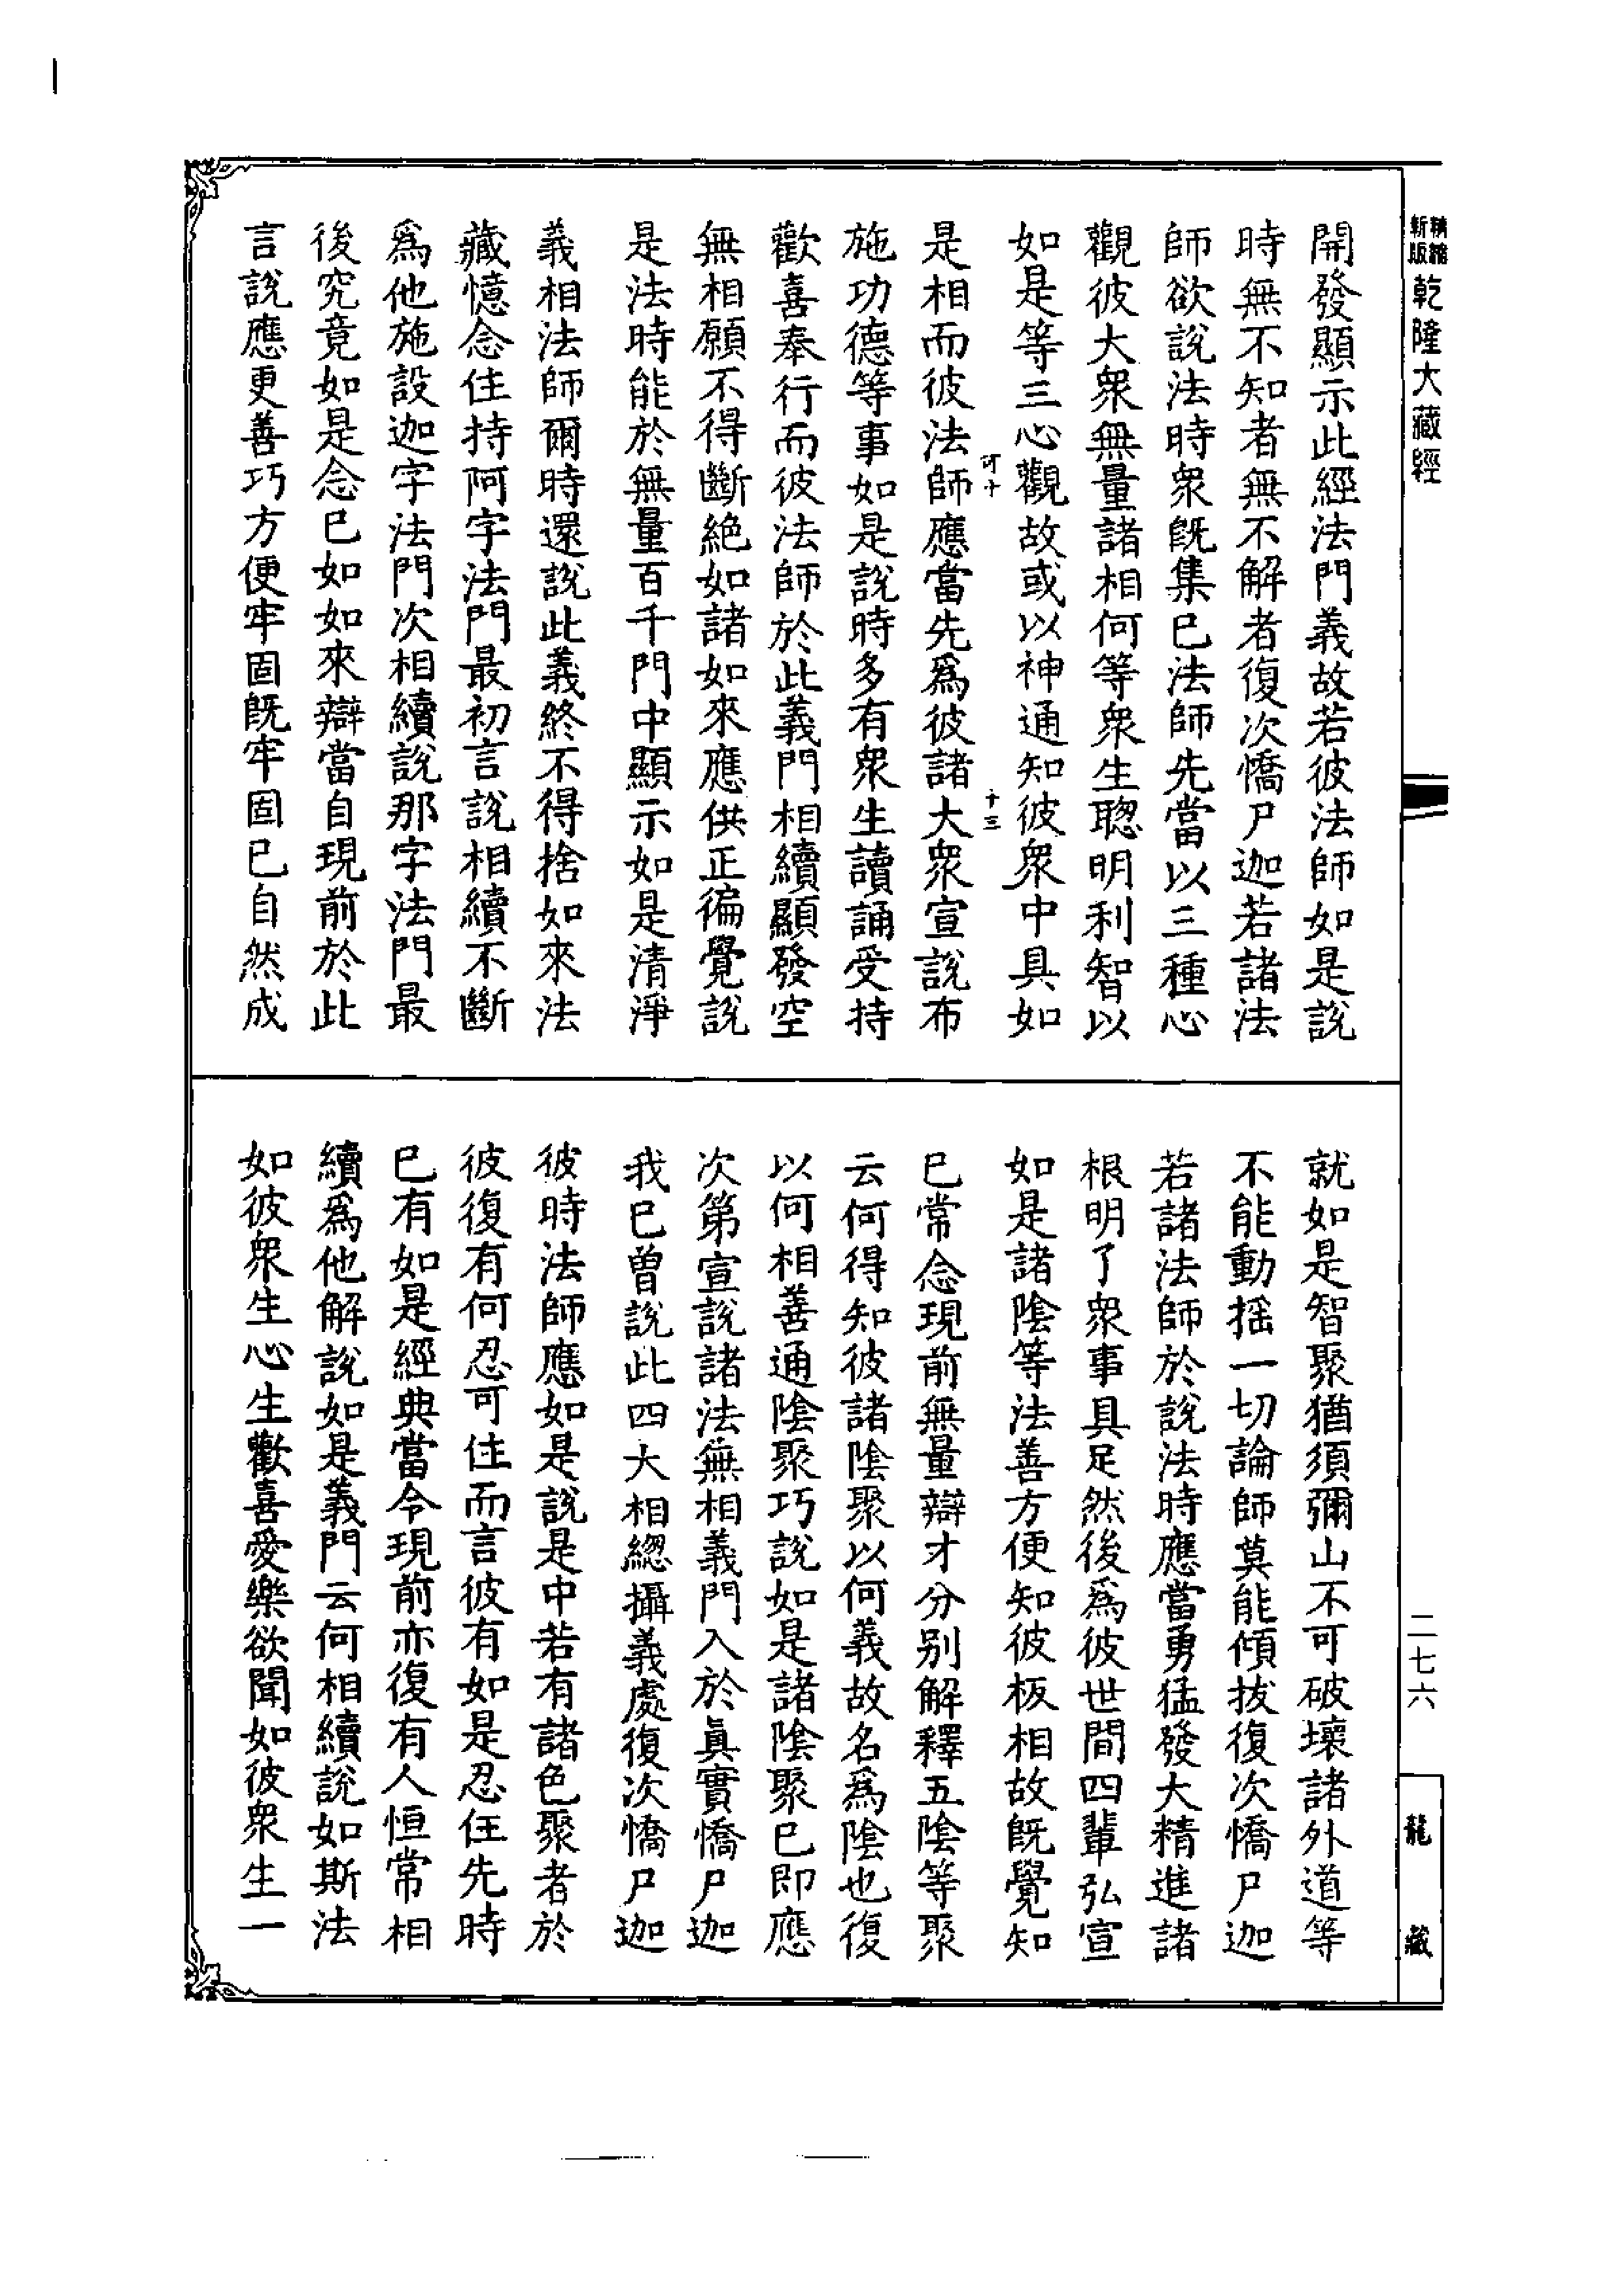 精縮新版乾隆大藏經
開發顯示此經法門義故若彼法師如是說
時無不知者無不解者復次憍尸迦若諸法
師欲說法時衆旣集已法師先當以三種心
觀彼大衆無量諸相何等衆生聰明利智以
如是等三心觀故或以神通知彼衆中具如
是相而彼法師應當先爲彼諸大衆宣說布
施功德等事如是說時多有衆生讀誦受持
歡喜奉行而彼法師於此義門相續顯發空
無相願不得斷絕如諸如來應供正徧覺說
是法時能於無量百千門中顯示如是清淨
義相法師爾時還說此義終不得捨如來法
藏憶念住持阿字法門最初言說相續不斷
爲他施設迦字法門次相續說那字法門最
後究竟如是念已如如來辯當自現前於此
言說應更善巧方便牢固旣牢固已自然成
就如是智聚猶須彌山不可破壞諸外道等
不能動搖一切論師莫能傾拔復次憍尸迦
若諸法師於說法時應當勇猛發大精進諸
根明了衆事具足然後爲彼世間四輩弘宣
如是諸陰等法善方便知彼板相故旣覺知
已常念現前無量辯才分别解釋五陰等聚
云何得知彼諸陰聚以何義故名爲陰也復
以何相善通陰聚巧說如是諸陰聚已即應
次第宣說諸法無相義門入於眞實憍尸迦
我已曾說此四大相緫攝義處復次憍尸迦
彼時法師應如是說是中若有諸色聚者於
彼復有何忍可住而言彼有如是忍住先時
已有如是經典當令現前亦復有人恒常相
續爲他解說如是義門云何相續說如斯法
如彼衆生心生歡喜愛樂欲聞如彼衆生一
二七六
龍藏